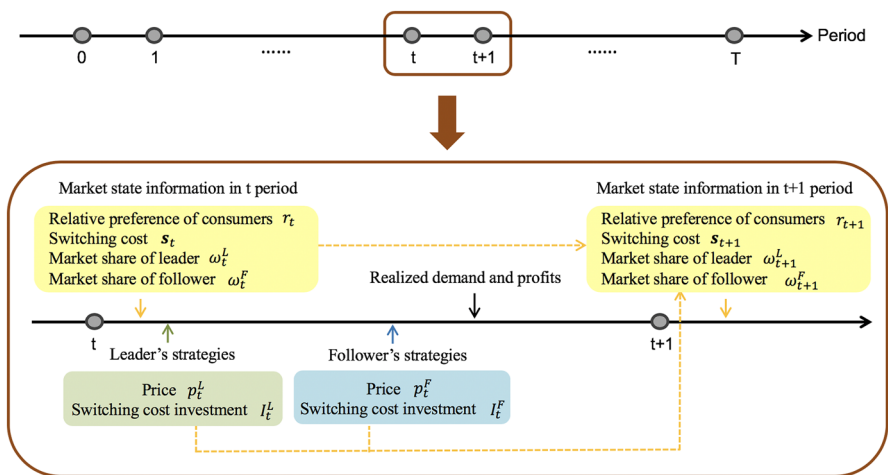 Period
0 1 ...... t t+1 ...... T
Market state information in t period
Relative preference of consumers r_t
Switching cost s_t
Market share of leader ω_t^L
Market share of follower ω_t^F
Market state information in t+1 period
Relative preference of consumers r_{t+1}
Switching cost s_{t+1}
Market share of leader ω_{t+1}^L
Market share of follower ω_{t+1}^F
Realized demand and profits
t
t+1
Leader's strategies
Price p_t^L
Switching cost investment I_t^L
Follower's strategies
Price p_t^F
Switching cost investment I_t^F